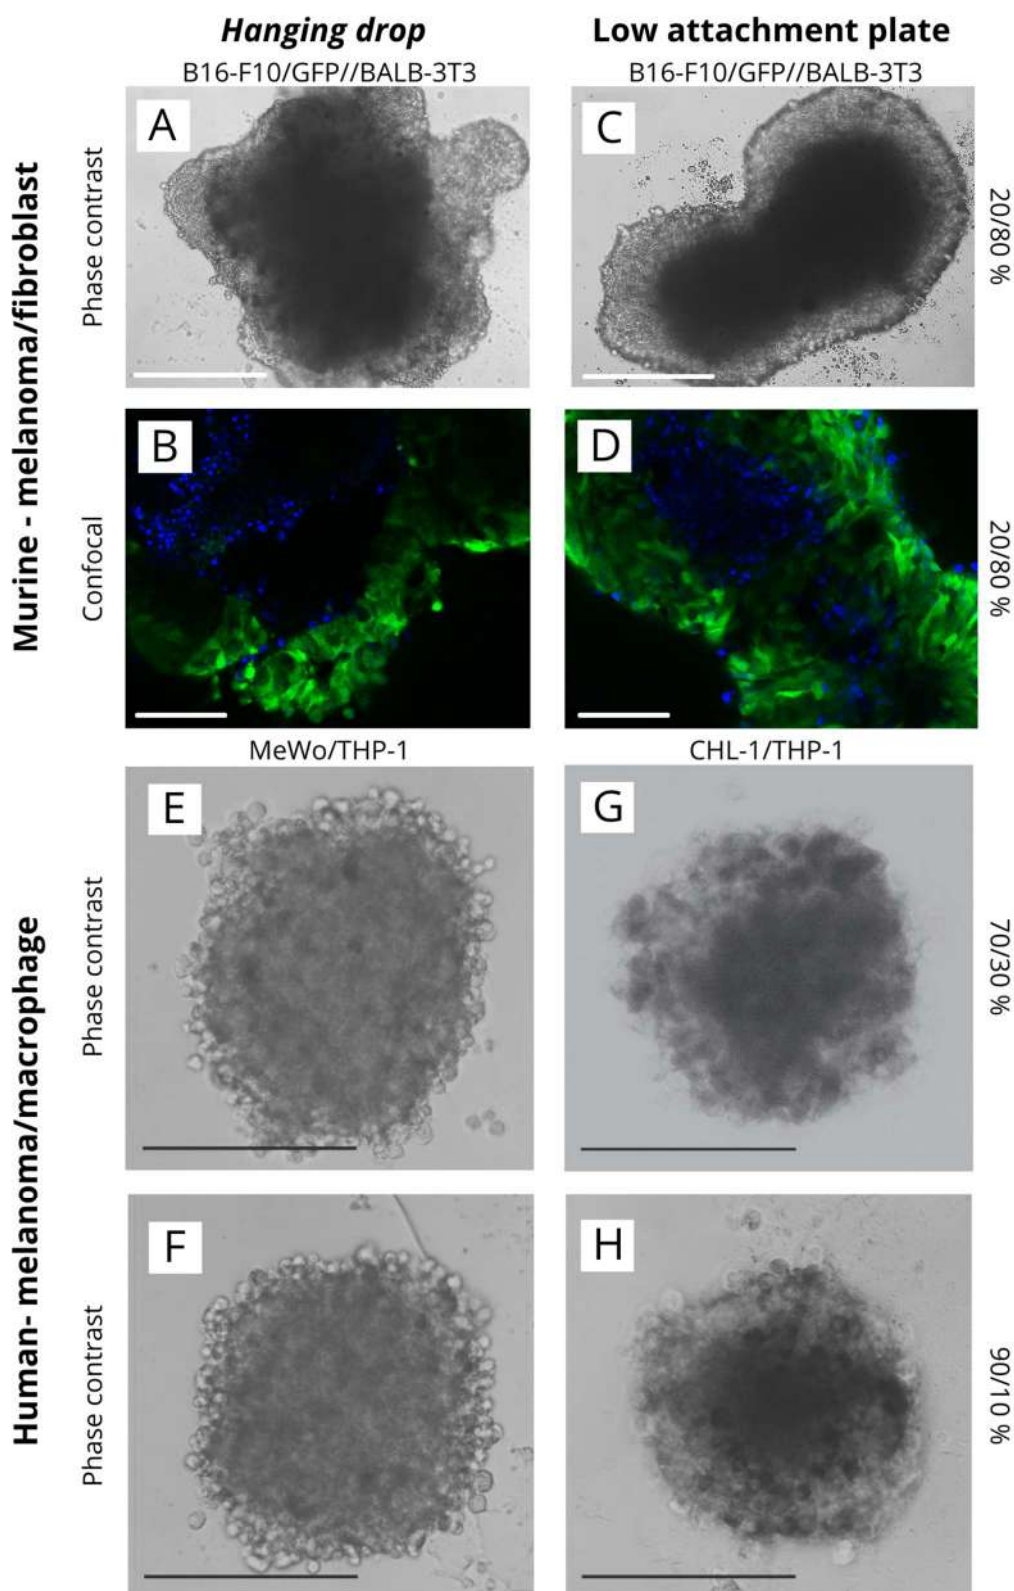 Hanging drop
Low attachment plate
B16-F10/GFP//BALB-3T3
B16-F10/GFP//BALB-3T3
Murine - melanoma/fibroblast
Phase contrast
A
C
20/80 %
Confocal
B
D
20/80 %
MeWo/THP-1
CHL-1/THP-1
Human- melanoma/macrophage
Phase contrast
E
G
70/30 %
Phase contrast
F
H
90/10 %